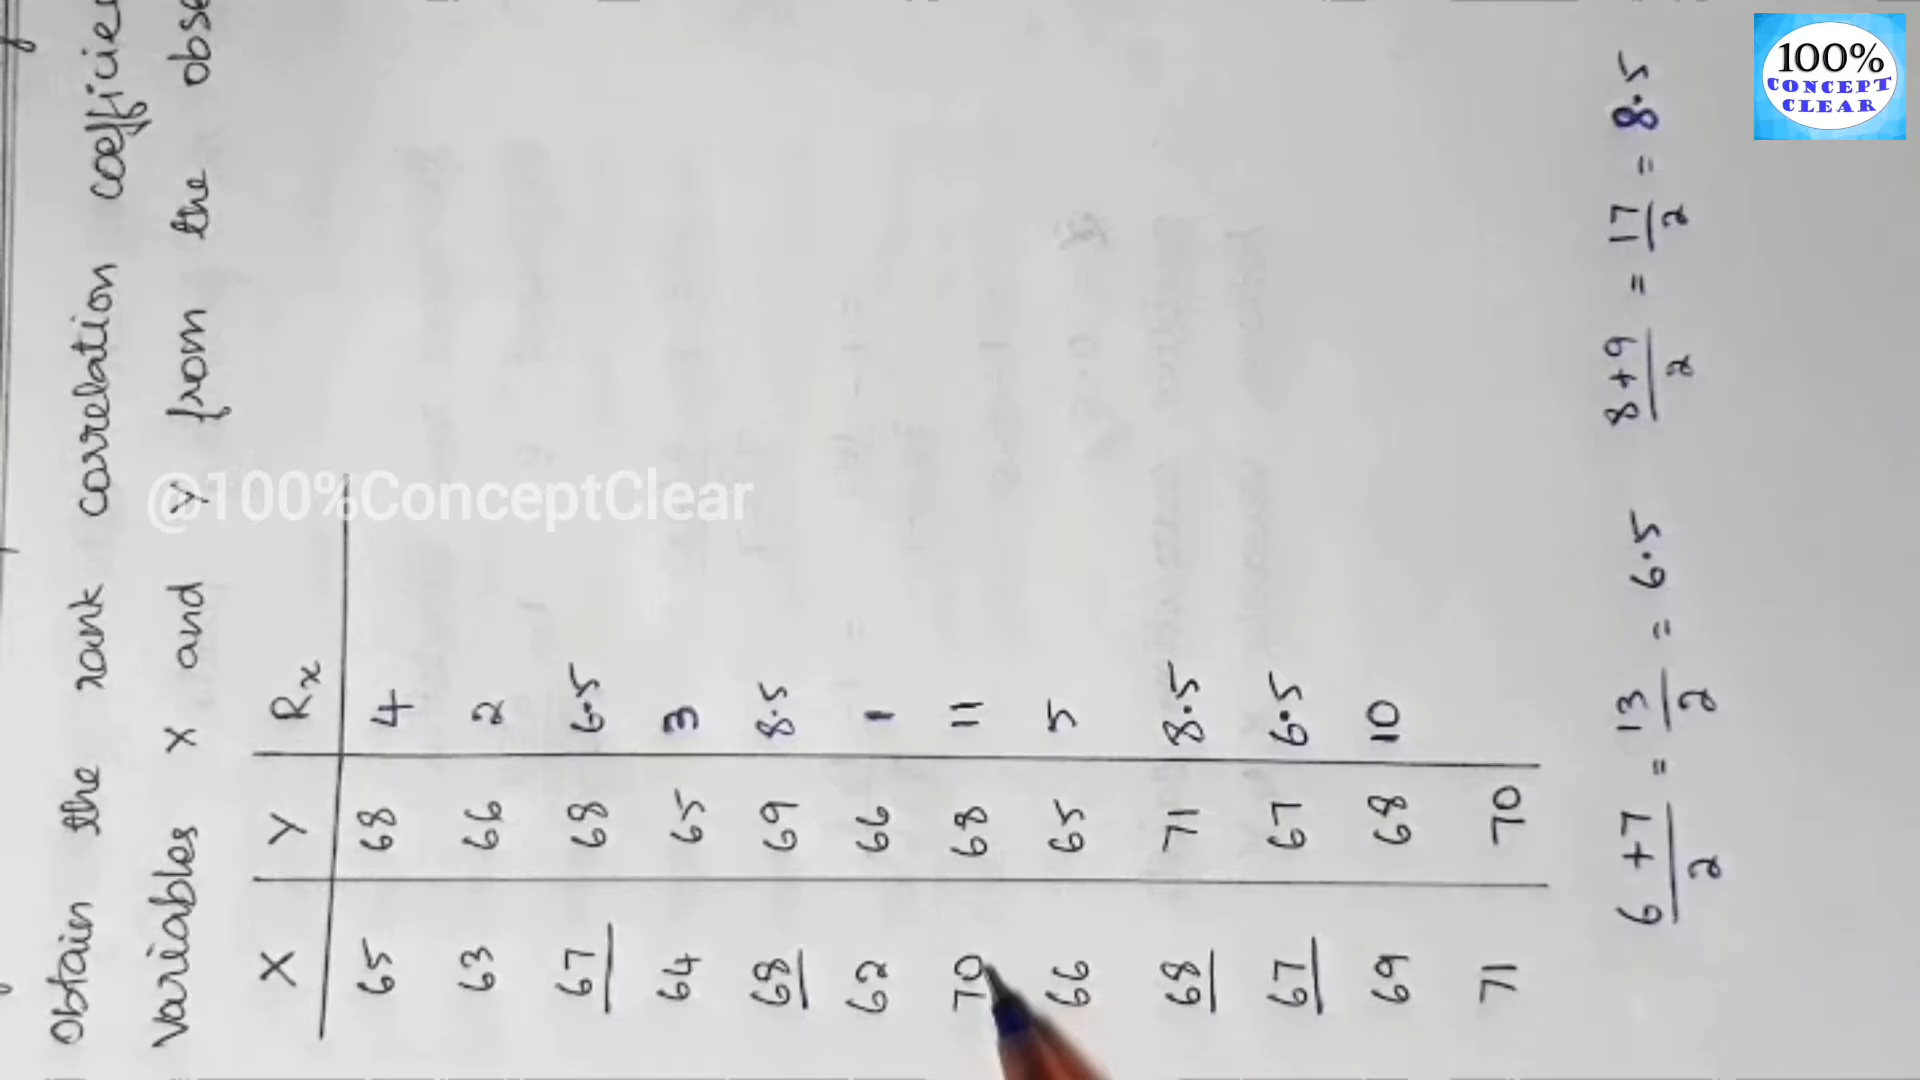 Obtain the rank correlation
Variables X and Y from the
X Y Rx
65 68 4
63 66 2
67 68 6.5
64 65 3
68 69 8.5
62 66 1
70 68 11
66 65 5
68 71 8.5
67 67 6.5
69 68 10
71 70
6+7/2 = 13/2 = 6.5 8+9/2 = 17/2 = 8.5
@100%ConceptClear
100%
CONCEPT
CLEAR